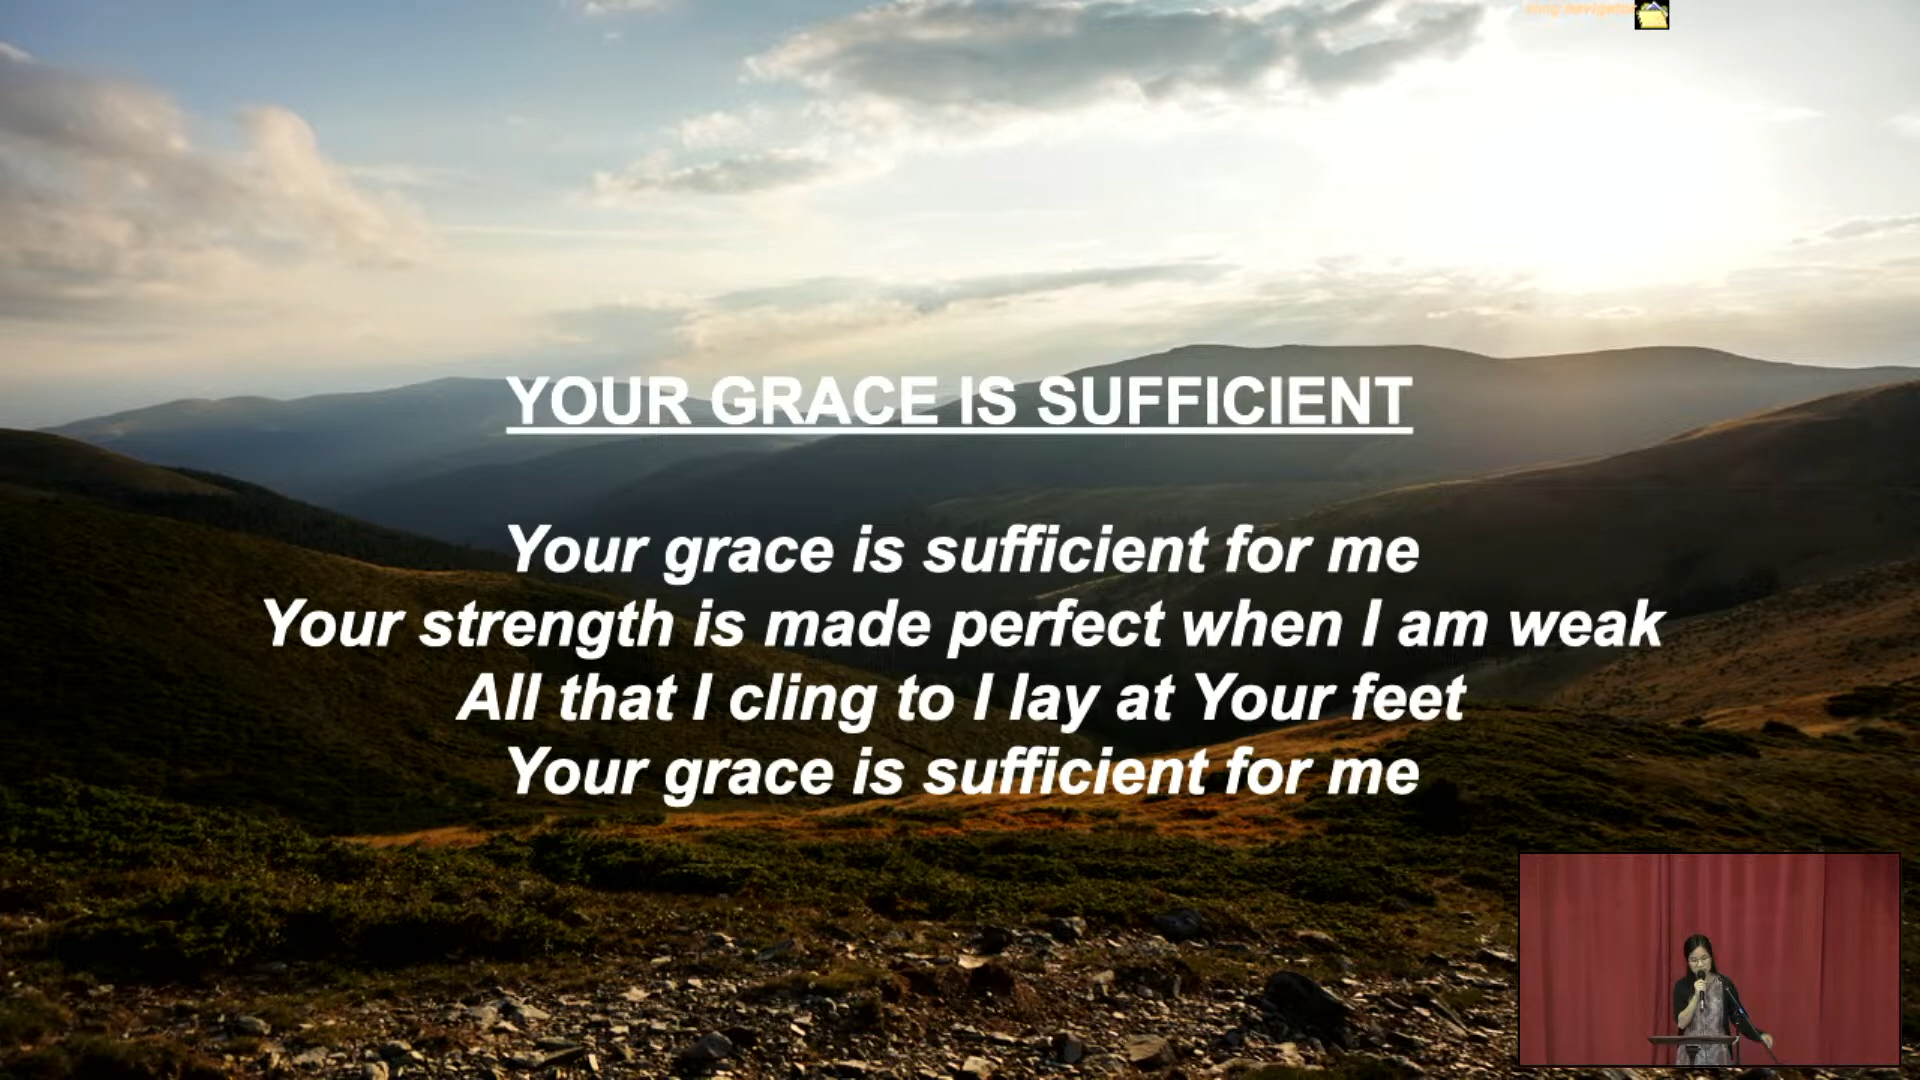 YOUR GRACE IS SUFFICIENT
Your grace is sufficient for me
Your strength is made perfect when I am weak
All that I cling to I lay at Your feet
Your grace is sufficient for me